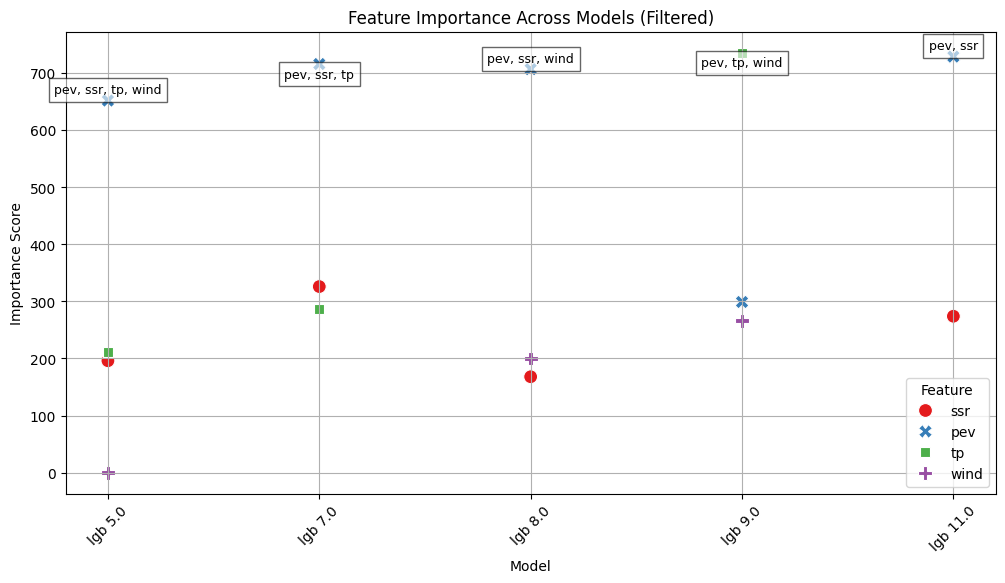 Feature Importance Across Models (Filtered)
Importance Score
700
600
500
400
300
200
100
0
pev, ssr, tp, wind
pev, ssr, tp
pev, ssr, wind
pev, tp, wind
pev, ssr
Feature
ssr
pev
tp
wind
lgb 5.0
lgb 7.0
lgb 8.0
lgb 9.0
lgb 11.0
Model